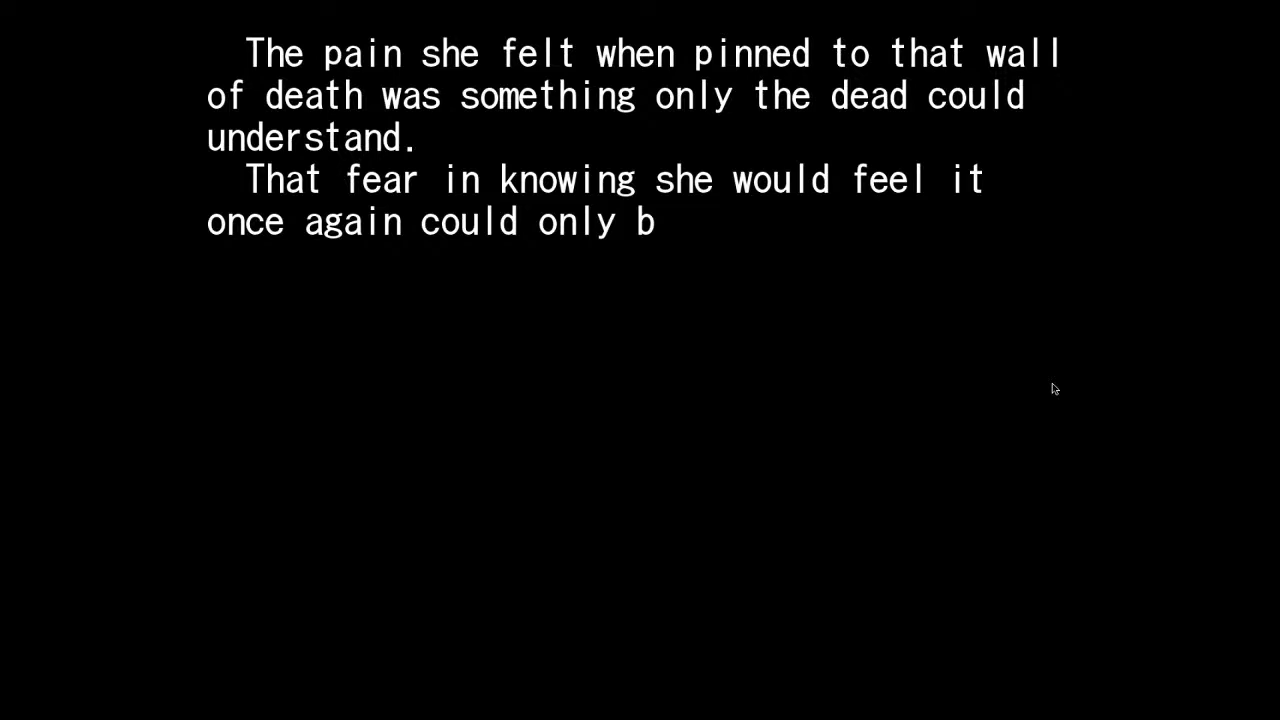 The pain she felt when pinned to that wall
of death was something only the dead could
understand.
That fear in knowing she would feel it
once again could only b